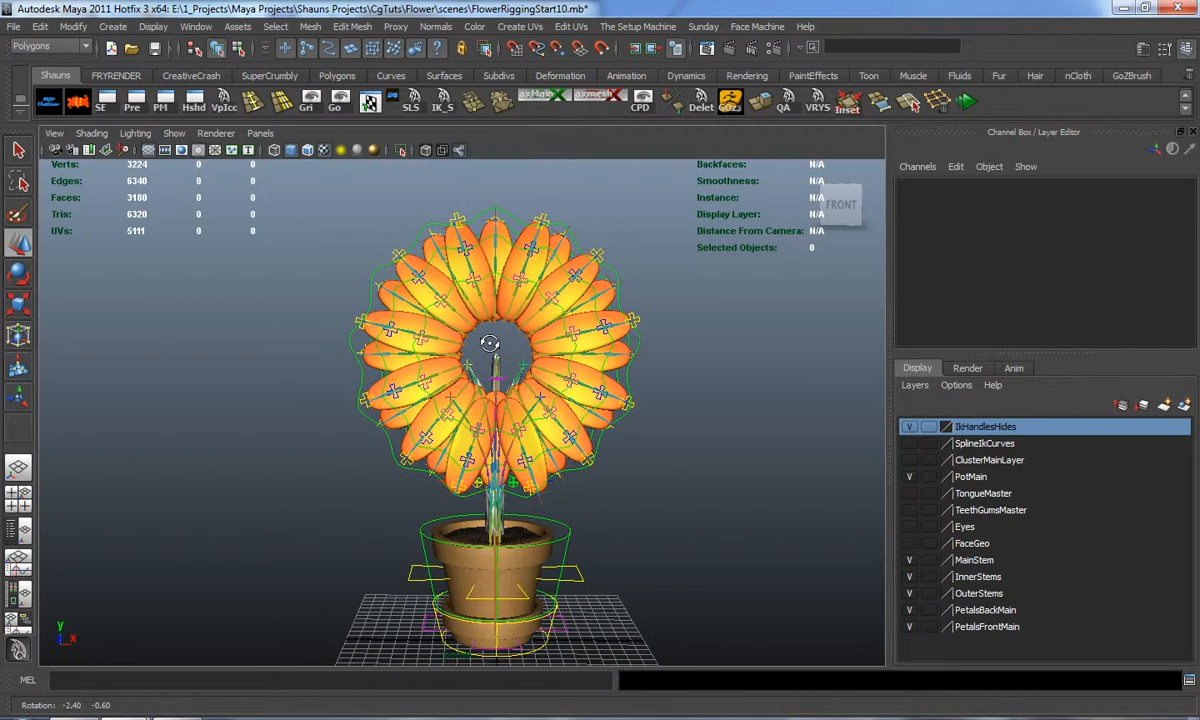 Autodesk Maya 2011 Hotfix 3 x64: E:\1_Projects\Maya Projects\Shauns Projects\CgTuts\Flower\scenes\FlowerRiggingStart10.mb*
File Edit Modify Create Display Window Assets Select Mesh Edit Mesh Proxy Normals Color Create UVs Edit UVs The Setup Machine Sunday Face Machine Help
Polygons
Shauns FRYRENDER CreativeCrash SuperCrumbly Polygons Curves Surfaces Subdivs Deformation Animation Dynamics Rendering PaintEffects Toon Muscle Fluids Fur Hair nCloth GoZBrush
SE Pre PM Hshd VpIcc Gri Go SLS IK_S axMain axmesh CPD Delet GOZ QA VRYS Inset
View Shading Lighting Show Renderer Panels
Channel Box / Layer Editor
Verts: 3224 0 0
Edges: 6340 0 0
Faces: 3180 0 0
Tris: 6320 0 0
UVs: 5111 0 0
Backfaces: N/A
Smoothness: N/A
Instance: N/A
Display Layer: N/A
Distance From Camera: N/A
Selected Objects: 0
FRONT
Channels Edit Object Show
Display Render Anim
Layers Options Help
V IkHandlesHides
SplineIkCurves
ClusterMainLayer
V PotMain
TongueMaster
TeethGumsMaster
Eyes
FaceGeo
V MainStem
V InnerStems
V OuterStems
V PetalsBackMain
V PetalsFrontMain
y
x
MEL
Rotation: -2.40 -0.60